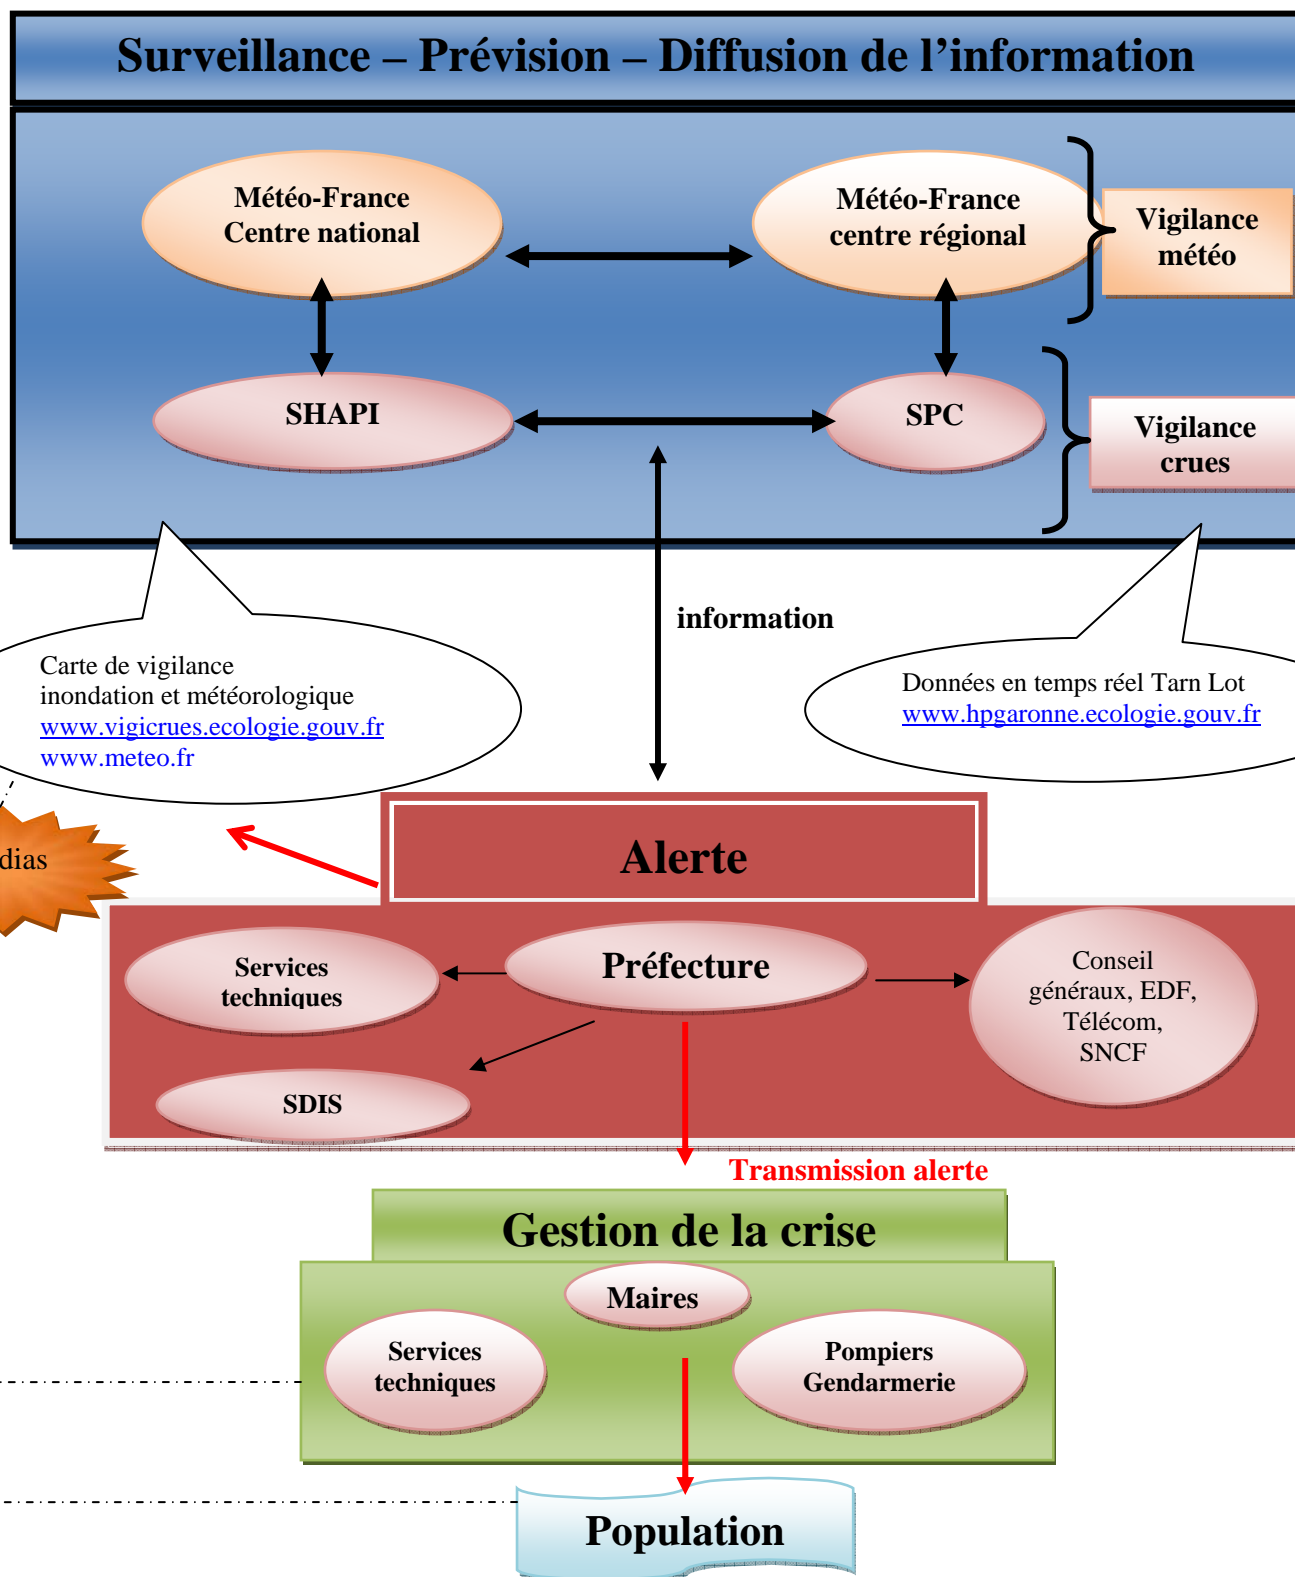 Surveillance – Prévision – Diffusion de l’information
Météo-France
Centre national
Météo-France
centre régional
Vigilance
météo
SHAPI
SPC
Vigilance
crues
information
Carte de vigilance
inondation et météorologique
www.vigicrues.ecologie.gouv.fr
www.meteo.fr
Données en temps réel Tarn Lot
www.hpgaronne.ecologie.gouv.fr
dias
Alerte
Services
techniques
Préfecture
Conseil
généraux, EDF,
Télécom,
SNCF
SDIS
Transmission alerte
Gestion de la crise
Maires
Services
techniques
Pompiers
Gendarmerie
Population